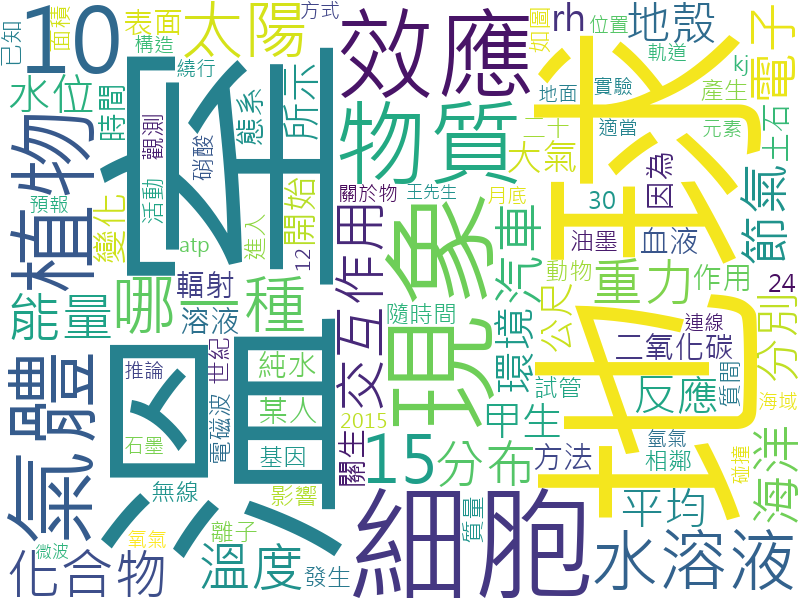 已知
面積
10
表面
構造
太陽
方式
繞行
效應
rh
位置
如圖
地殼
軌道
電子
kj
水位
時間
觀測
態系
所示
硝酸
物質
地球
地面
實驗
產生
二十
適當
元素
大氣
土石
植物
室溫
預報
變化
活動
atp
進入
開始
關於物
王先生
月底
12
現象
汽車
30
因為
油墨
血液
節氣
能量
輻射
哪一種
交互作用
溶液
隨時間
環境
公尺
動物
重力
作用
24
連線
分別
二氧化碳
氣體
推論
電磁波
世紀
純水
某人
2015
基因
石墨
試管
反應
質間
海域
甲生
15
分布
關生
方法
氫氣
相鄰
碰撞
海洋
無線
影響
細胞
質量
平均
離子
氧氣
微波
化合物
溫度
發生
水溶液